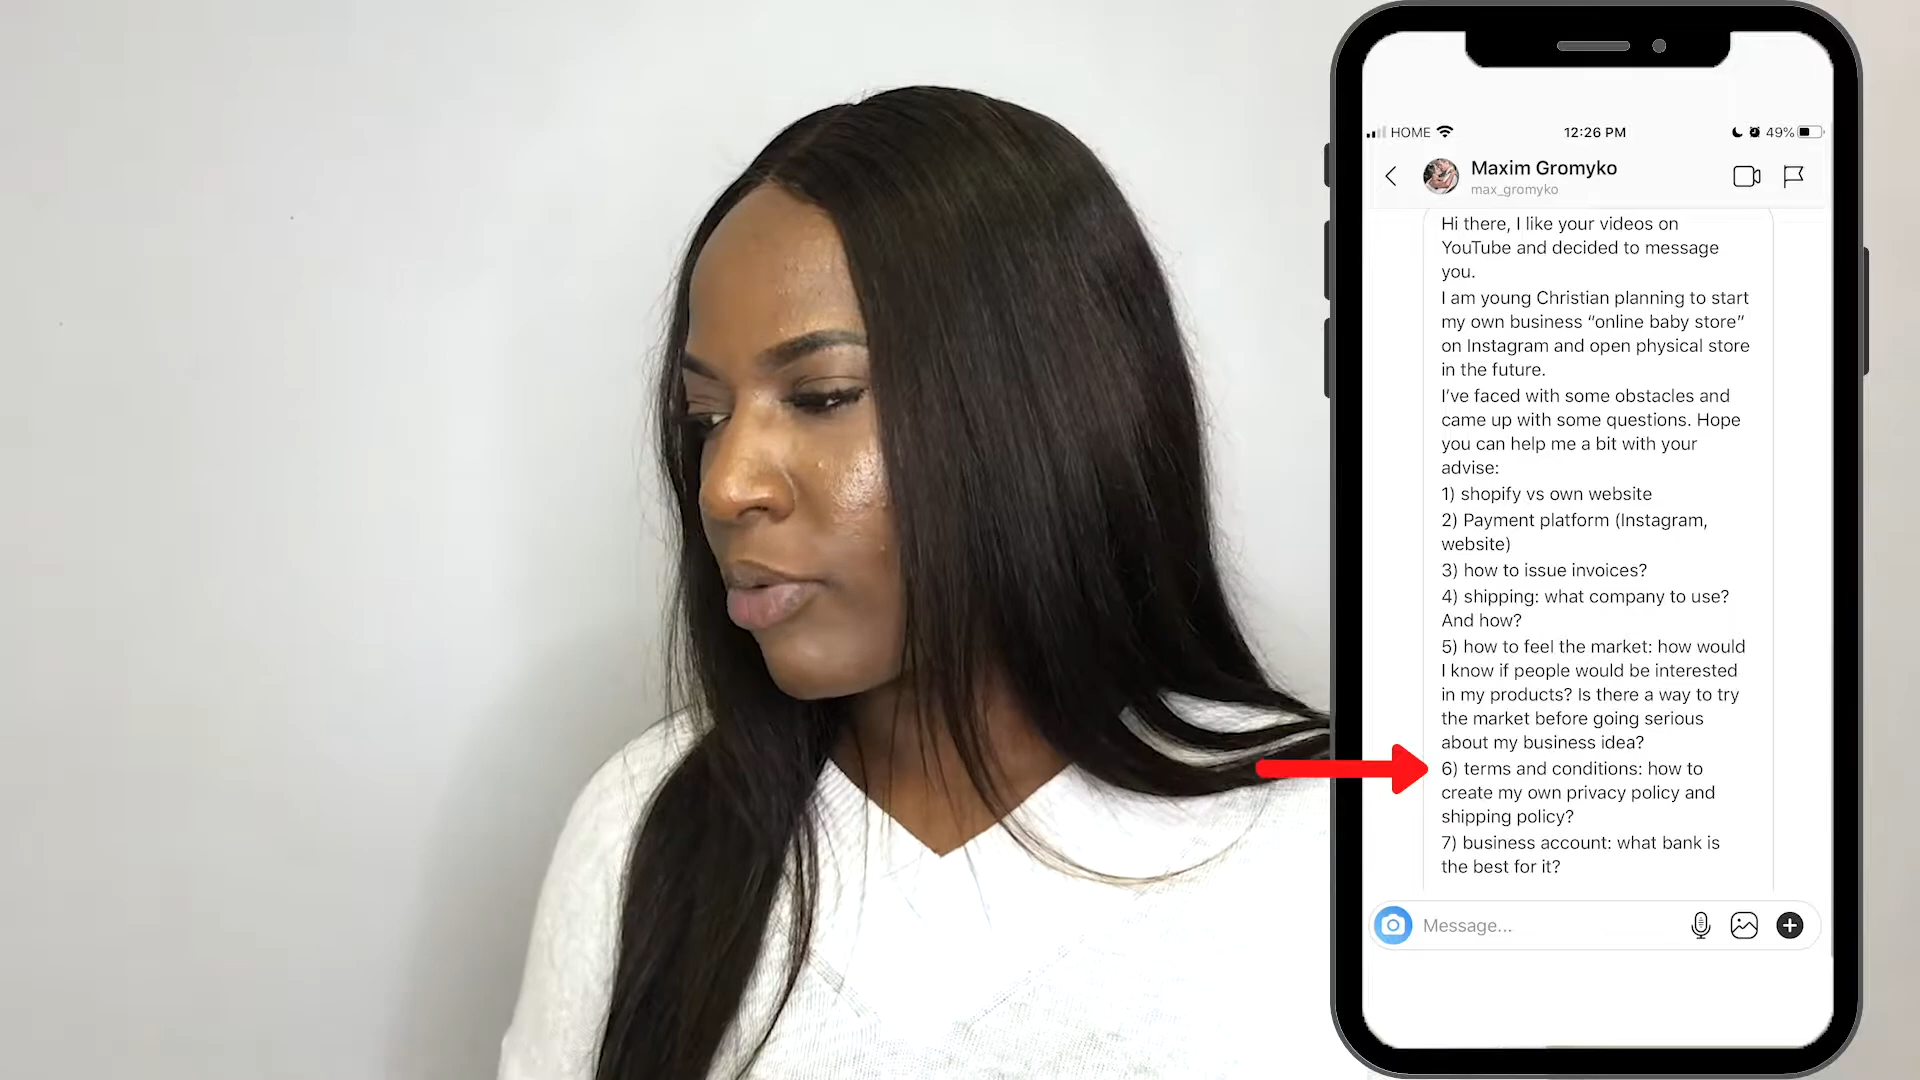 HOME
12:26 PM
49%
Maxim Gromyko
max_gromyko
Hi there, I like your videos on
YouTube and decided to message
you.
I am young Christian planning to start
my own business “online baby store”
on Instagram and open physical store
in the future.
I’ve faced with some obstacles and
came up with some questions. Hope
you can help me a bit with your
advise:
1) shopify vs own website
2) Payment platform (Instagram,
website)
3) how to issue invoices?
4) shipping: what company to use?
And how?
5) how to feel the market: how would
I know if people would be interested
in my products? Is there a way to try
the market before going serious
about my business idea?
6) terms and conditions: how to
create my own privacy policy and
shipping policy?
7) business account: what bank is
the best for it?
Message...